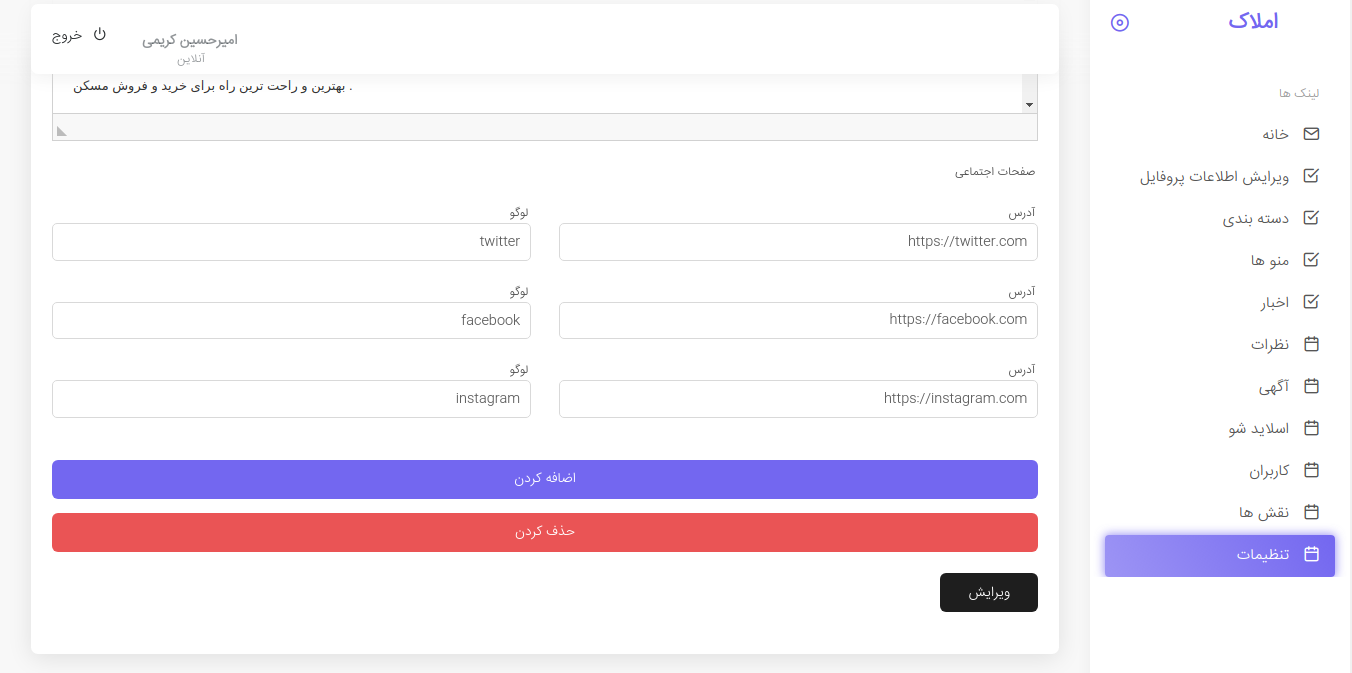 املاک
لینک ها
خانه
ویرایش اطلاعات پروفایل
دسته بندی
منو ها
اخبار
نظرات
آگهی
اسلاید شو
کاربران
نقش ها
تنظیمات
امیرحسین کریمی
آنلاین
خروج
بهترین و راحت ترین راه برای خرید و فروش مسکن .
صفحات اجتماعی
آدرس
https://twitter.com
لوگو
twitter
آدرس
https://facebook.com
لوگو
facebook
آدرس
https://instagram.com
لوگو
instagram
اضافه کردن
حذف کردن
ویرایش